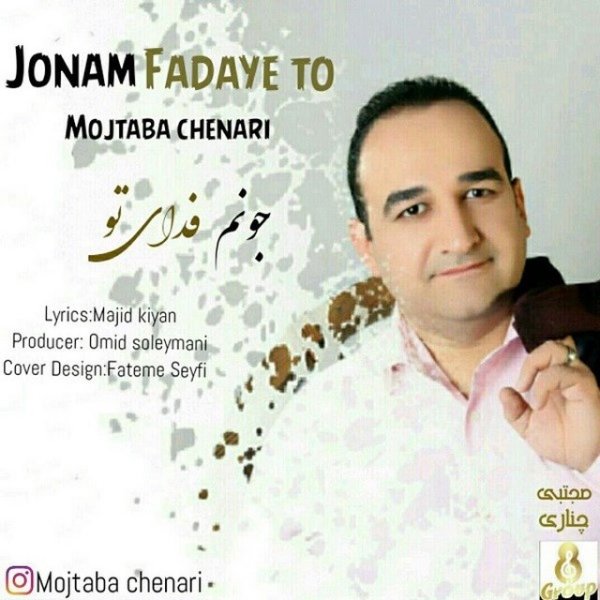 JONAM FADAYE TO
MOJTABA CHENARI
جونم فدای تو
Lyrics:Majid kiyan
Producer: Omid soleymani
Cover Design:Fateme Seyfi
مجتبی
چناری
8
Group
Mojtaba chenari